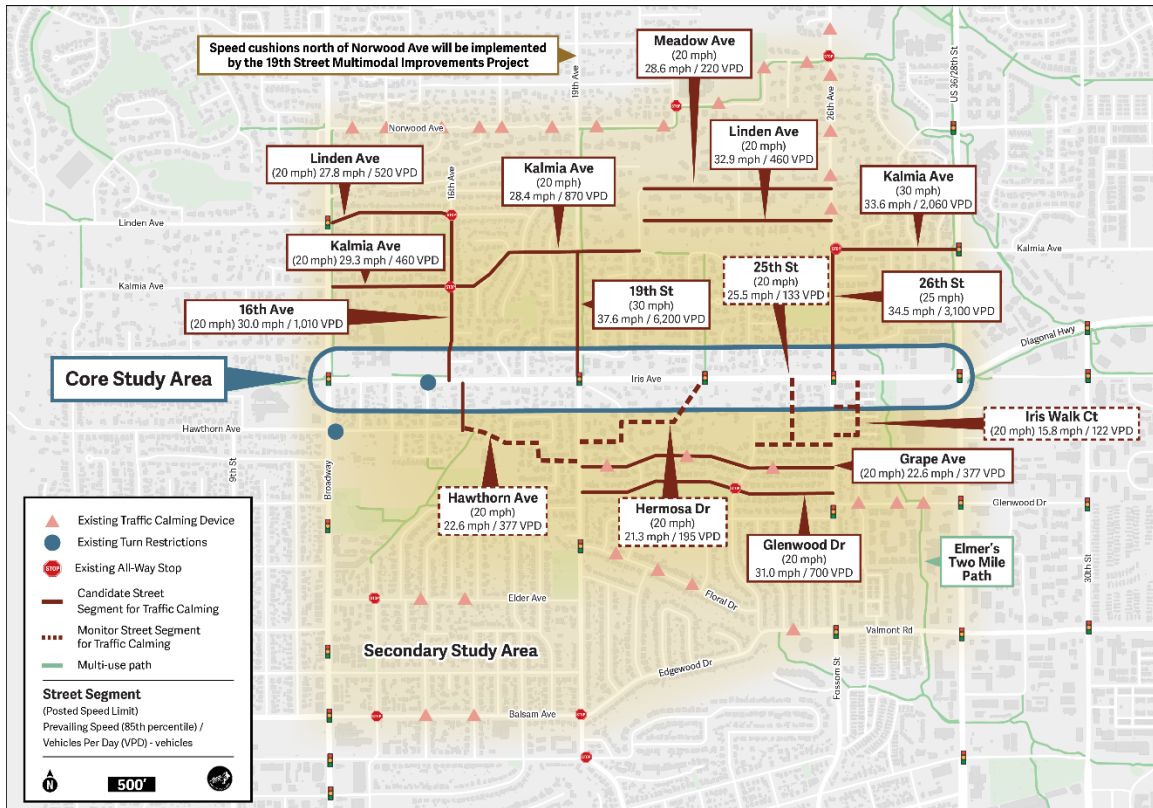 Speed cushions north of Norwood Ave will be implemented
by the 19th Street Multimodal Improvements Project
19th Ave
Meadow Ave
(20 mph)
28.6 mph / 220 VPD
STOP
26th Ave
US 36/28th St
STOP
Norwood Ave
Linden Ave
(20 mph) 27.8 mph / 520 VPD
16th Ave
Kalmia Ave
(20 mph)
28.4 mph / 870 VPD
Linden Ave
(20 mph)
32.9 mph / 460 VPD
Kalmia Ave
(30 mph)
33.6 mph / 2,060 VPD
Linden Ave
STOP
Kalmia Ave
(20 mph) 29.3 mph / 460 VPD
STOP
Kalmia Ave
Kalmia Ave
STOP
25th St
(20 mph)
25.5 mph / 133 VPD
16th Ave
(20 mph) 30.0 mph / 1,010 VPD
19th St
(30 mph)
37.6 mph / 6,200 VPD
26th St
(25 mph)
34.5 mph / 3,100 VPD
Diagonal Hwy
Core Study Area
Iris Ave
Hawthorn Ave
9th St
Broadway
Iris Walk Ct
(20 mph) 15.8 mph / 122 VPD
Grape Ave
(20 mph) 22.6 mph / 377 VPD
Hawthorn Ave
(20 mph)
22.6 mph / 377 VPD
Hermosa Dr
(20 mph)
21.3 mph / 195 VPD
STOP
Glenwood Dr
Glenwood Dr
(20 mph)
31.0 mph / 700 VPD
Elmer's
Two Mile
Path
30th St
Floral Dr
STOP
Elder Ave
Valmont Rd
Secondary Study Area
Edgewood Dr
Fossom St
STOP
Balsam Ave
STOP
STOP
Existing Traffic Calming Device
Existing Turn Restrictions
STOP
Existing All-Way Stop
Candidate Street
Segment for Traffic Calming
Monitor Street Segment
for Traffic Calming
Multi-use path
Street Segment
(Posted Speed Limit)
Prevailing Speed (85th percentile) /
Vehicles Per Day (VPD) - vehicles
N
500'